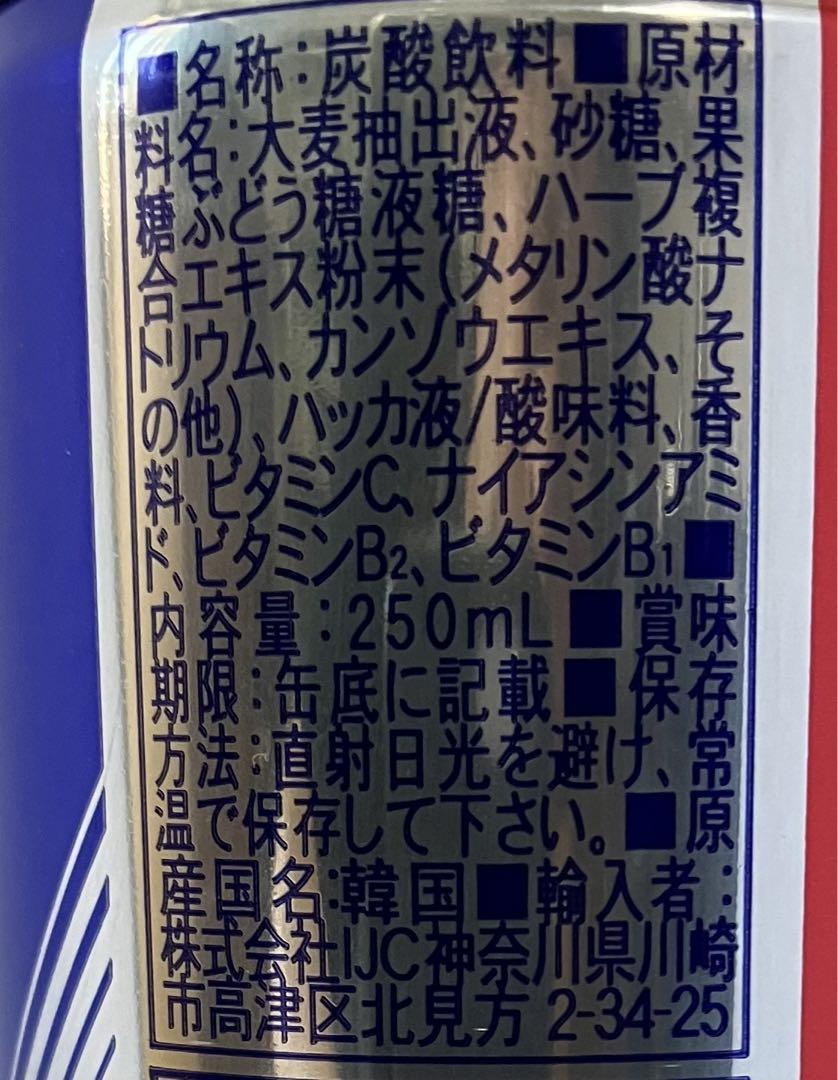 ■名称:炭酸飲料■原材
料名:大麦抽出液、砂糖、果
糖ぶどう糖液糖、ハーブ複
合エキス粉末(メタリン酸ナ
トリウム、カンゾウエキス、そ
の他)、ハッカ液/酸味料、香
料、ビタミンC、ナイアシンアミ
ド、ビタミンB2、ビタミンB1■
内容量:250mL■賞味
期限:缶底に記載■保存
方法:直射日光を避け、常
温で保存して下さい。■原
産国名:韓国■輸入者:
株式会社IJC神奈川県川崎
市高津区北見方2-34-25